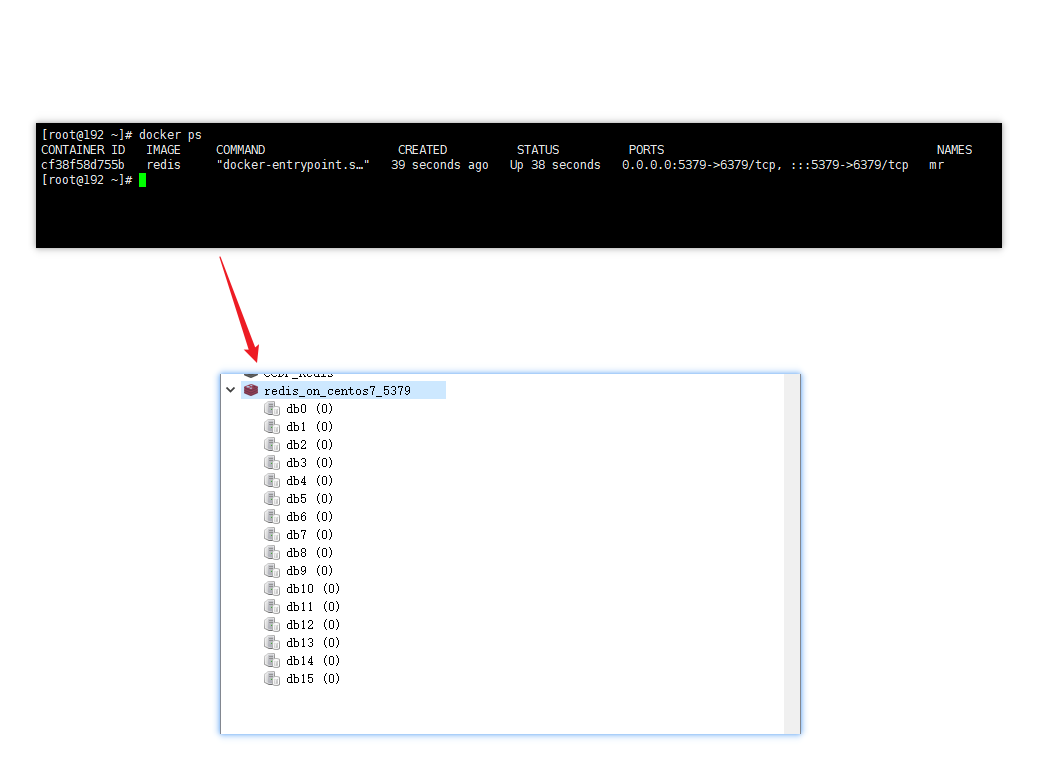 [root@192 ~]# docker ps
CONTAINER ID IMAGE COMMAND CREATED STATUS PORTS NAMES
cf38f58d755b redis "docker-entrypoint.s…" 39 seconds ago Up 38 seconds 0.0.0.0:5379->6379/tcp, :::5379->6379/tcp mr
[root@192 ~]#
redis_on_centos7_5379
db0 (0)
db1 (0)
db2 (0)
db3 (0)
db4 (0)
db5 (0)
db6 (0)
db7 (0)
db8 (0)
db9 (0)
db10 (0)
db11 (0)
db12 (0)
db13 (0)
db14 (0)
db15 (0)